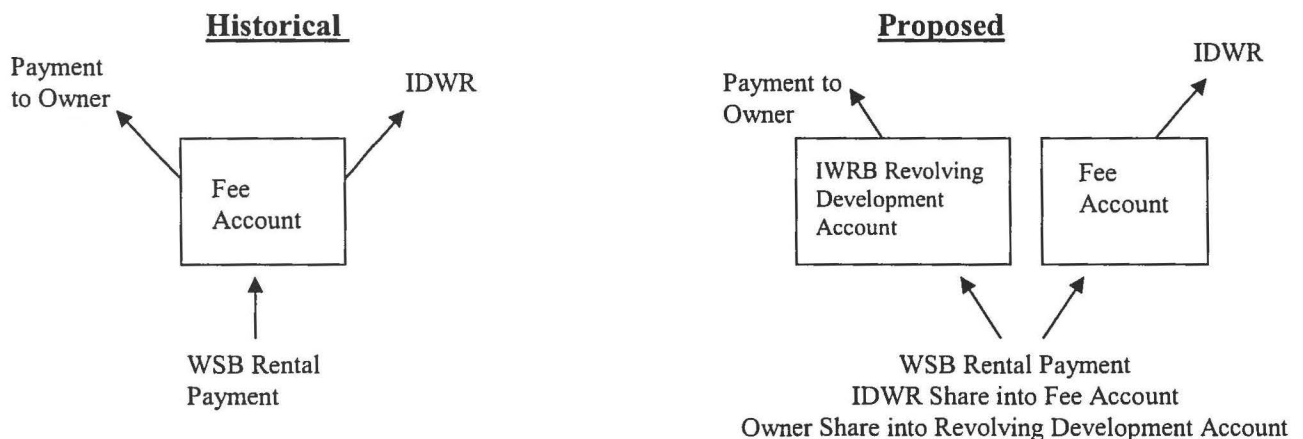 Historical
Payment
to Owner
IDWR
Fee
Account
WSB Rental
Payment
Proposed
Payment to
Owner
IDWR
IWRB Revolving
Development
Account
Fee
Account
WSB Rental Payment
IDWR Share into Fee Account
Owner Share into Revolving Development Account